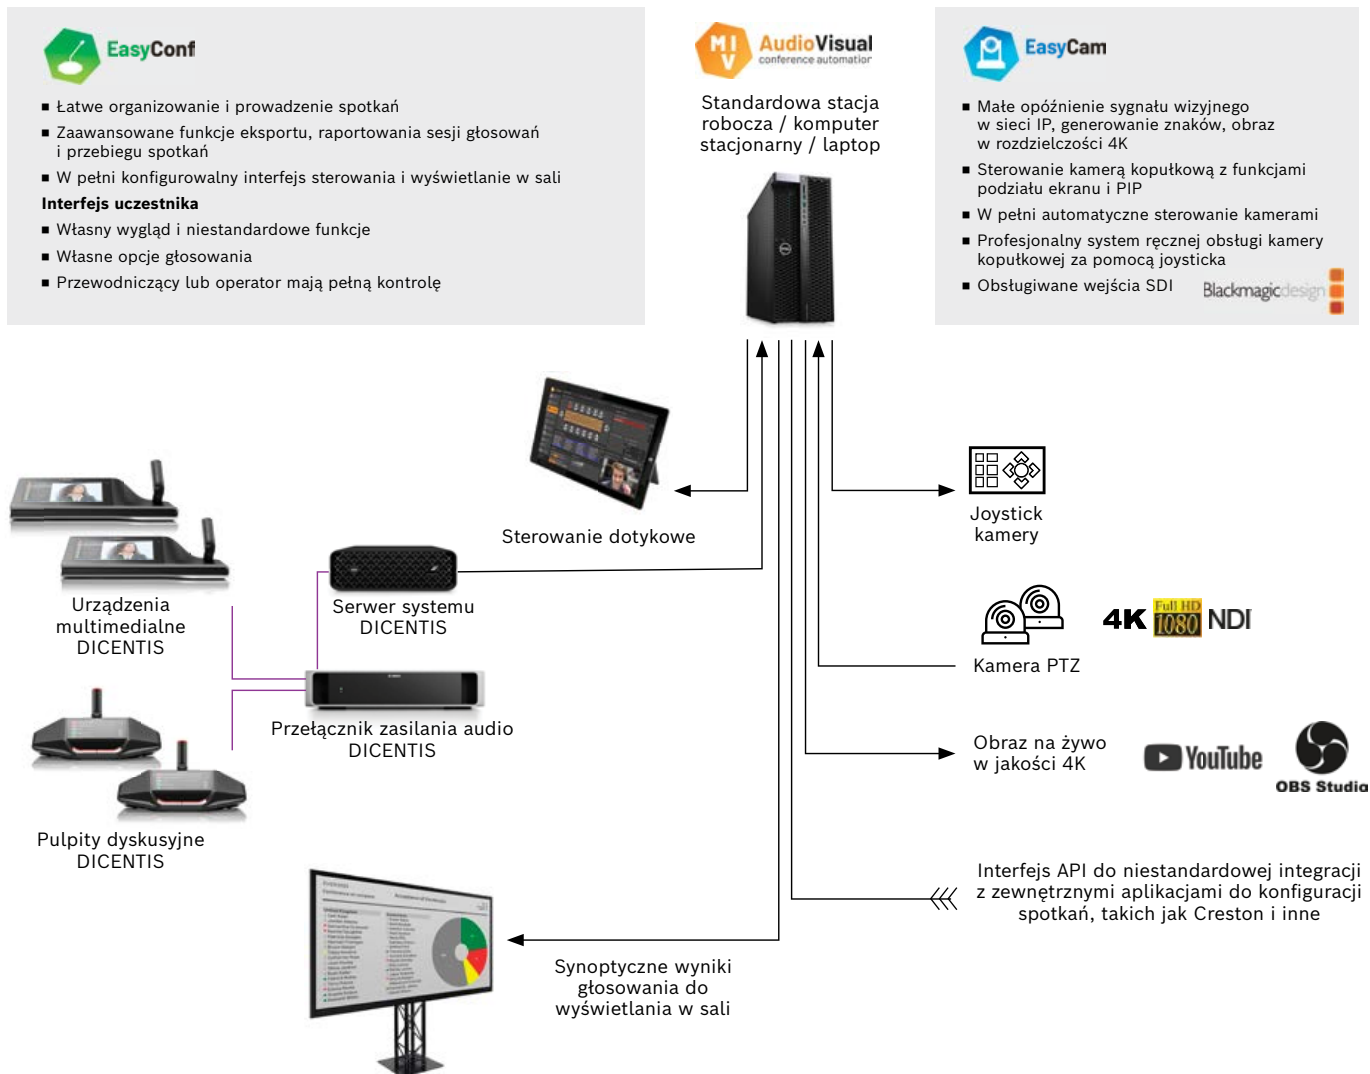 EasyConf
Łatwe organizowanie i prowadzenie spotkań
Zaawansowane funkcje eksportu, raportowania sesji głosowań
i przebiegu spotkań
W pełni konfigurowalny interfejs sterowania i wyświetlanie w sali
Interfejs uczestnika
Własny wygląd i niestandardowe funkcje
Własne opcje głosowania
Przewodniczący lub operator mają pełną kontrolę
MIV
AudioVisual
conference automation
Standardowa stacja
robocza / komputer
stacjonarny / laptop
EasyCam
Małe opóźnienie sygnału wizyjnego
w sieci IP, generowanie znaków, obraz
w rozdzielczości 4K
Sterowanie kamerą kopułkową z funkcjami
podziału ekranu i PIP
W pełni automatyczne sterowanie kamerami
Profesjonalny system ręcznej obsługi kamery
kopułkowej za pomocą joysticka
Obsługiwane wejścia SDI
Blackmagicdesign
Sterowanie dotykowe
Joystick
kamery
Urządzenia
multimedialne
DICENTIS
Serwer systemu
DICENTIS
4K
Full HD
1080
NDI
Kamera PTZ
Przełącznik zasilania audio
DICENTIS
Obraz na żywo
w jakości 4K
YouTube
OBS Studio
Pulpity dyskusyjne
DICENTIS
Interfejs API do niestandardowej integracji
z zewnętrznymi aplikacjami do konfiguracji
spotkań, takich jak Creston i inne
Synoptyczne wyniki
głosowania do
wyświetlania w sali